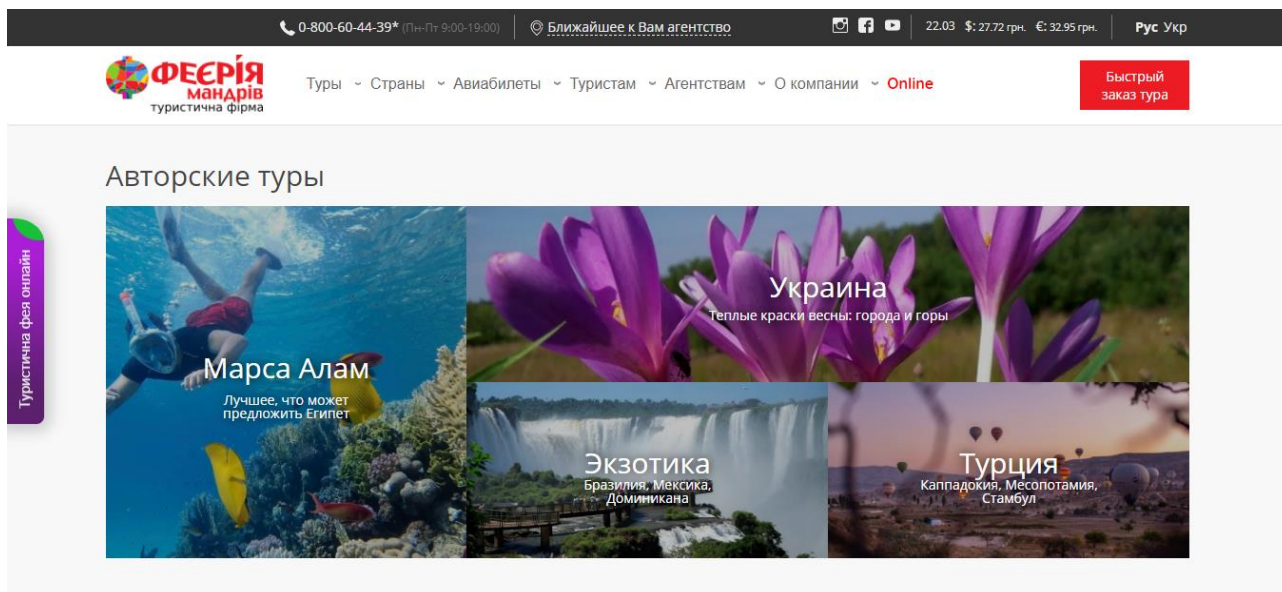 0-800-60-44-39* (Пн-Пт 9:00-19:00) Ближайшее к Вам агентство 22.03 $: 27.72 грн. €: 32.95 грн. Рус Укр
ФЕЄРІЯ
МАНДРІВ
туристична фірма
Туры Страны Авиабилеты Туристам Агентствам О компании Online
Быстрый
заказ тура
Авторские туры
Туристична фея онлайн
Марса Алам
Лучшее, что может
предложить Египет
Украина
Теплые краски весны: города и горы
Экзотика
Бразилия, Мексика,
Доминикана
Турция
Каппадокия, Месопотамия,
Стамбул